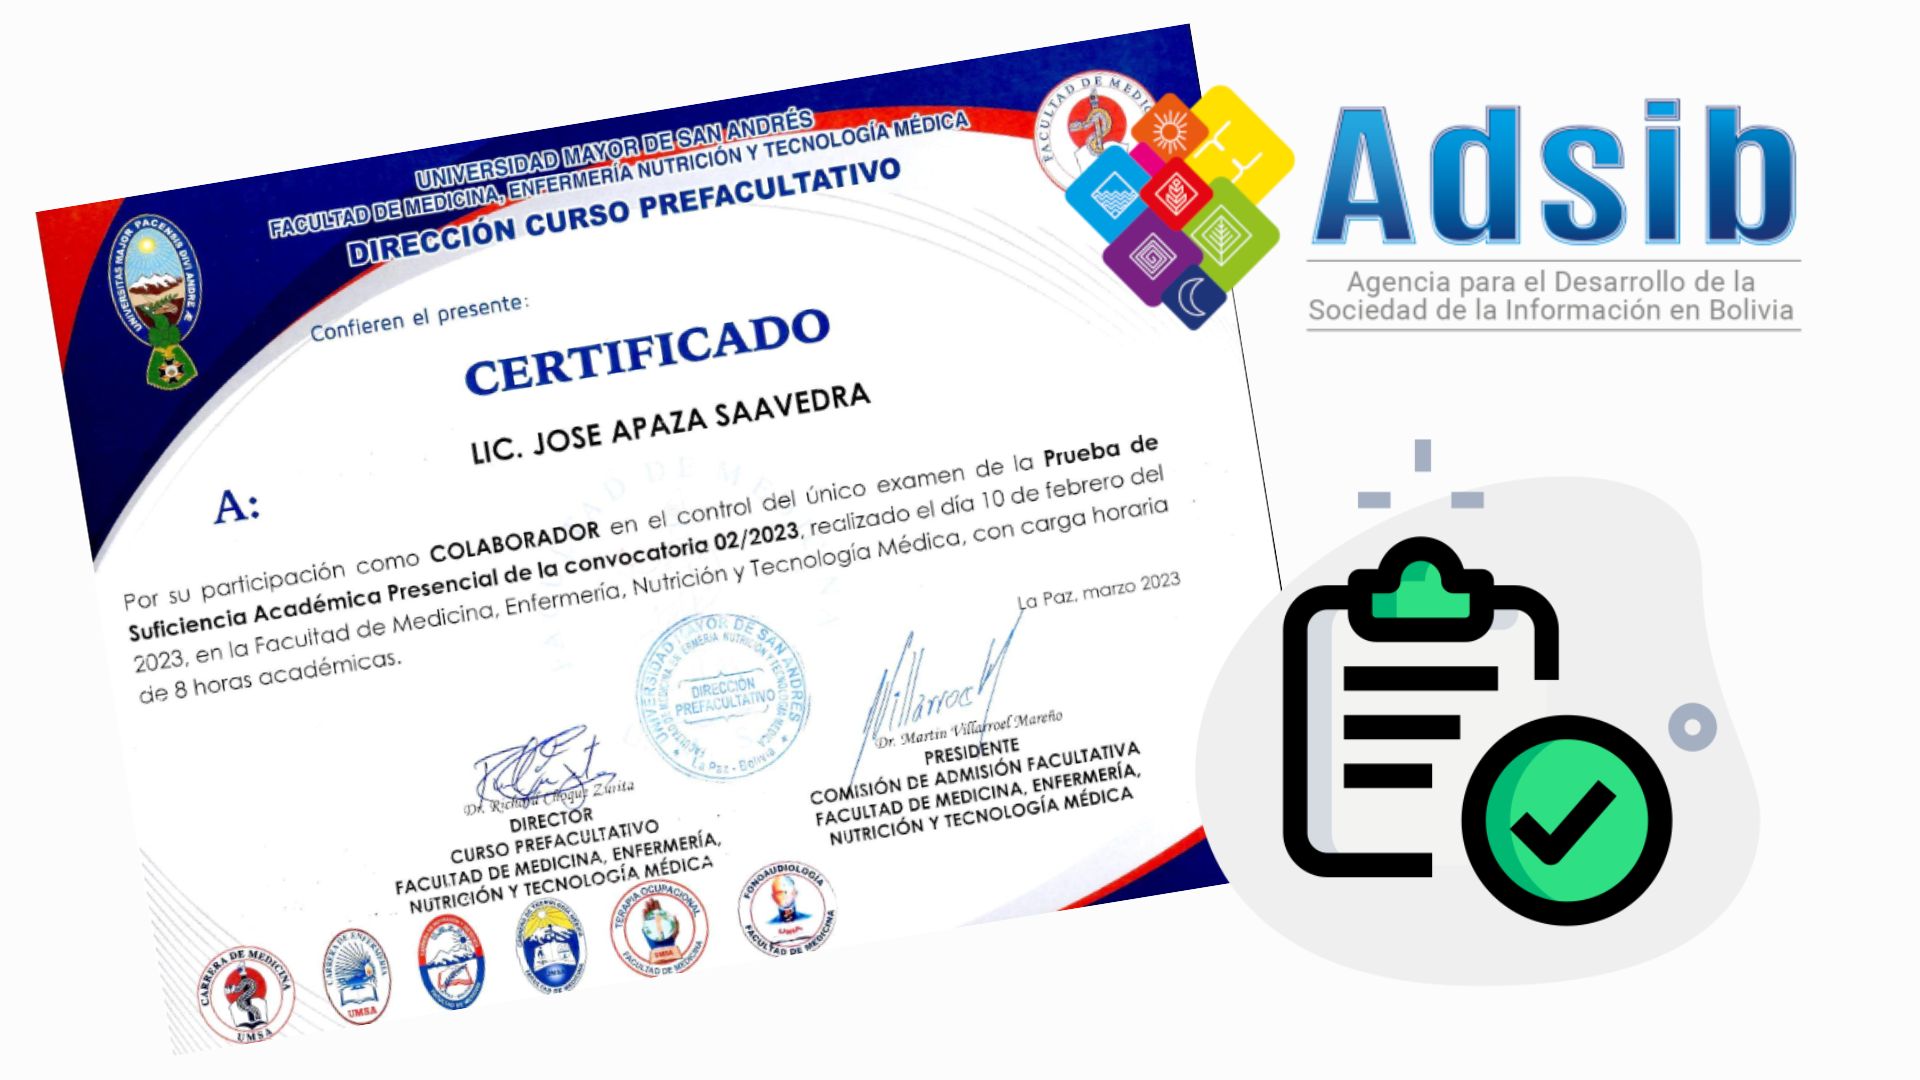 UNIVERSIDAD MAYOR DE SAN ANDRÉS
FACULTAD DE MEDICINA, ENFERMERÍA NUTRICIÓN Y TECNOLOGÍA MÉDICA
DIRECCIÓN CURSO PREFACULTATIVO
UNIVERSITAS MAJOR PACENSIS DIVI ANDRE Æ
FACULTAD DE MEDIC
Confieren el presente:
CERTIFICADO
LIC. JOSE APAZA SAAVEDRA
A:
Por su participación como COLABORADOR en el control del único examen de la Prueba de
Suficiencia Académica Presencial de la convocatoria 02/2023, realizado el día 10 de febrero del
2023, en la Facultad de Medicina, Enfermería, Nutrición y Tecnología Médica, con carga horaria
de 8 horas académicas.
La Paz, marzo 2023
UNIVERSIDAD MAYOR DE SAN ANDRES
DIRECCIÓN
PREFACULTATIVO
La Paz - Bolivia
Dr. Richard Choque Zurita
DIRECTOR
CURSO PREFACULTATIVO
FACULTAD DE MEDICINA, ENFERMERÍA,
NUTRICIÓN Y TECNOLOGÍA MÉDICA
Villarroel
Dr. Martin Villarroel Mareño
PRESIDENTE
COMISIÓN DE ADMISIÓN FACULTATIVA
FACULTAD DE MEDICINA, ENFERMERÍA,
NUTRICIÓN Y TECNOLOGÍA MÉDICA
CARRERA DE MEDICINA
UMSA
CARRERA DE ENFERMERIA
UMSA
TERAPIA OCUPACIONAL
UMSA
FACULTAD DE MEDICINA
FONOAUDIOLOGÍA
UMSA
FACULTAD DE MEDICINA
Adsib
Agencia para el Desarrollo de la
Sociedad de la Información en Bolivia